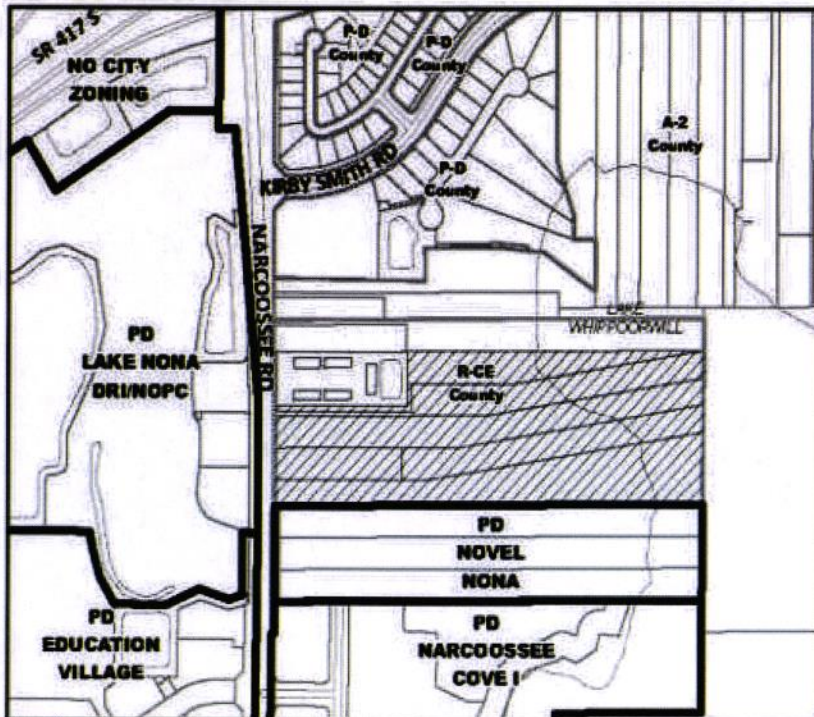 SR 417 S
NO CITY
ZONING
P-D
County
P-D
County
A-2
County
KIRBY SMITH RD
P-D
County
NARCOOSSEE RD
LAKE
WHIPPOORWILL
PD
LAKE NONA
DRI/NOPC
R-CE
County
PD
NOVEL
NONA
PD
EDUCATION
VILLAGE
PD
NARCOOSSEE
COVE I